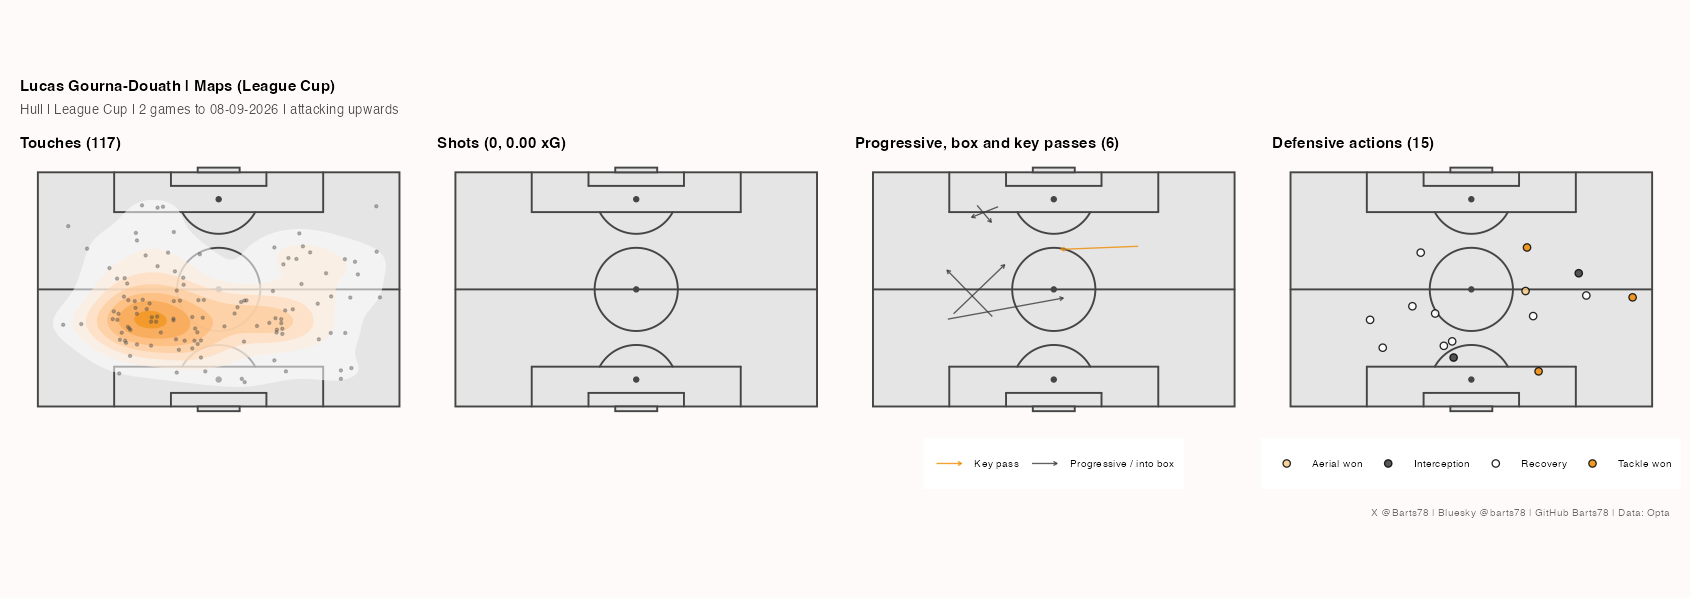 Lucas Gourna-Douath | Maps (League Cup)
Hull | League Cup | 2 games to 08-09-2026 | attacking upwards
Touches (117)
Shots (0, 0.00 xG)
Progressive, box and key passes (6)
Defensive actions (15)
Key pass
Progressive / into box
Aerial won
Interception
Recovery
Tackle won
X @Barts78 | Bluesky @barts78 | GitHub Barts78 | Data: Opta